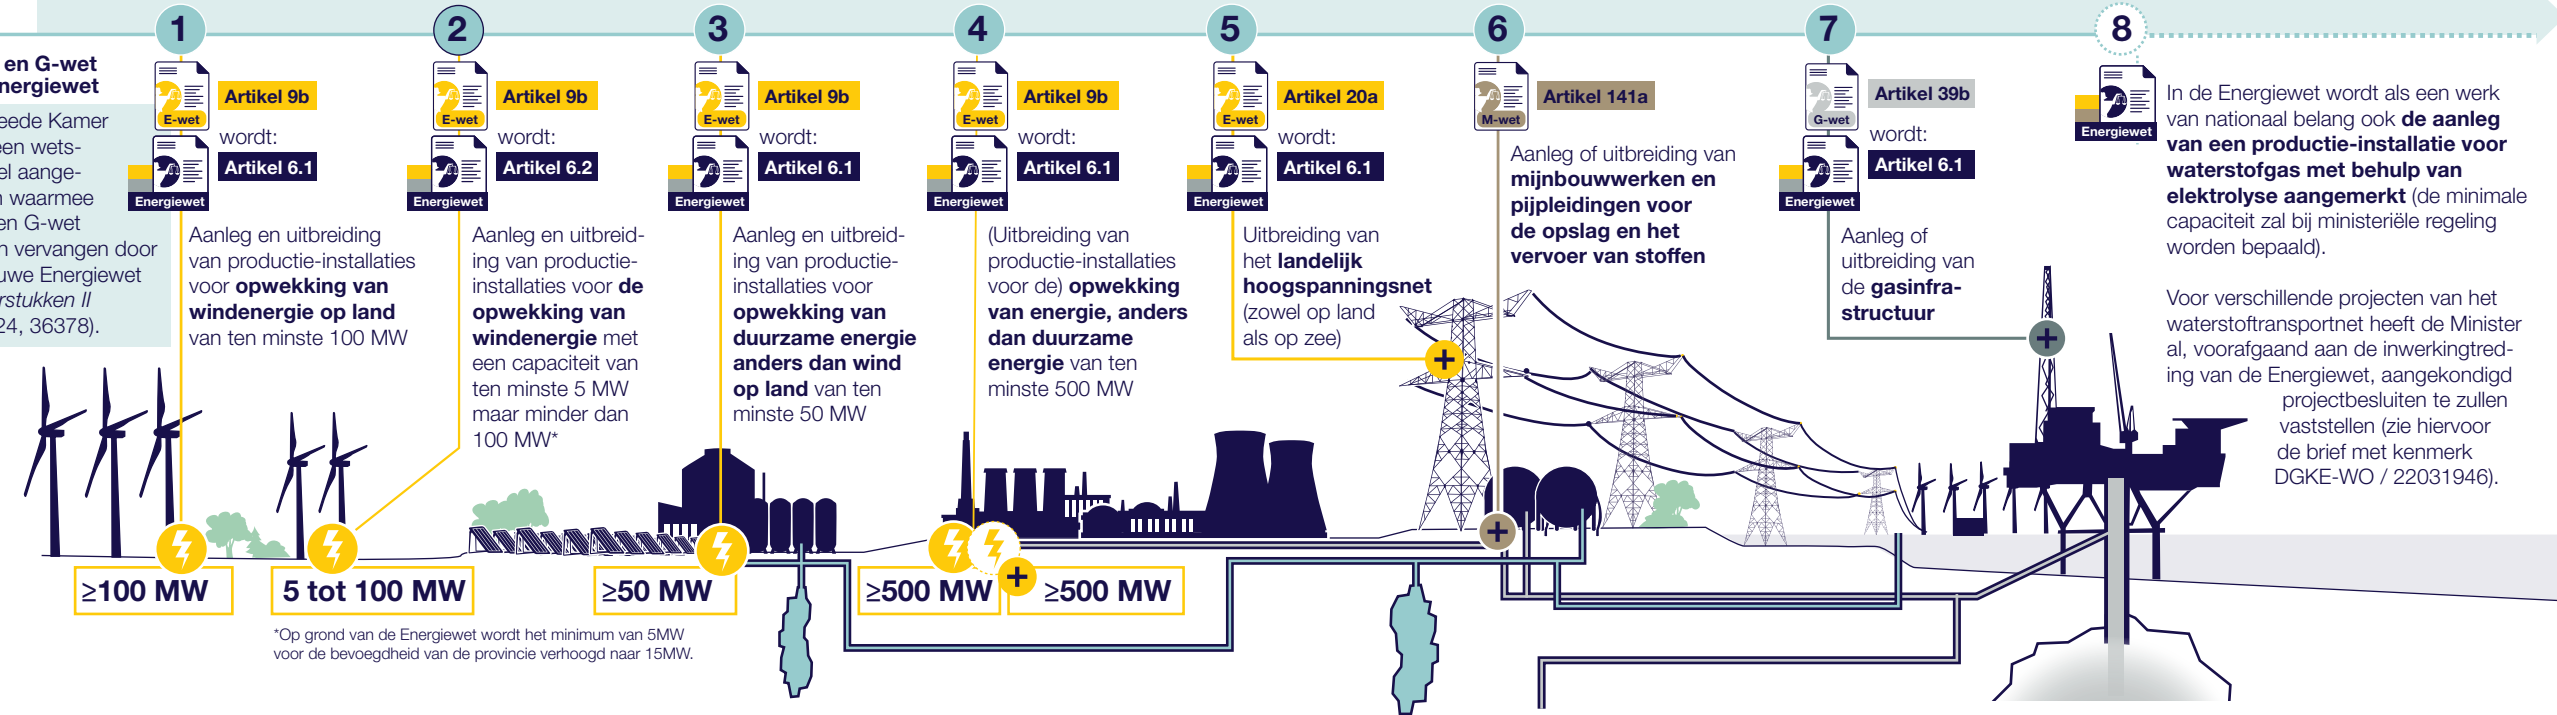 1
2
3
4
5
6
7
8
en G-wet
nergiewet
eede Kamer
een wets-
el aange-
n waarmee
en G-wet
n vervangen door
uwe Energiewet
rstukken II
24, 36378).
E-wet
Artikel 9b
wordt:
Artikel 6.1
Energiewet
Aanleg en uitbreiding
van productie-installaties
voor opwekking van
windenergie op land
van ten minste 100 MW
≥100 MW
E-wet
Artikel 9b
wordt:
Artikel 6.2
Energiewet
Aanleg en uitbreid-
ing van productie-
installaties voor de
opwekking van
windenergie met
een capaciteit van
ten minste 5 MW
maar minder dan
100 MW*
5 tot 100 MW
*Op grond van de Energiewet wordt het minimum van 5MW
voor de bevoegdheid van de provincie verhoogd naar 15MW.
E-wet
Artikel 9b
wordt:
Artikel 6.1
Energiewet
Aanleg en uitbreid-
ing van productie-
installaties voor
opwekking van
duurzame energie
anders dan wind
op land van ten
minste 50 MW
≥50 MW
E-wet
Artikel 9b
wordt:
Artikel 6.1
Energiewet
(Uitbreiding van
productie-installaties
voor de) opwekking
van energie, anders
dan duurzame
energie van ten
minste 500 MW
≥500 MW
+
≥500 MW
E-wet
Artikel 20a
wordt:
Artikel 6.1
Energiewet
Uitbreiding van
het landelijk
hoogspanningsnet
(zowel op land
als op zee)
+
M-wet
Artikel 141a
Aanleg of uitbreiding van
mijnbouwwerken en
pijpleidingen voor
de opslag en het
vervoer van stoffen
+
G-wet
Artikel 39b
wordt:
Artikel 6.1
Energiewet
Aanleg of
uitbreiding van
de gasinfra-
structuur
+
Energiewet
In de Energiewet wordt als een werk
van nationaal belang ook de aanleg
van een productie-installatie voor
waterstofgas met behulp van
elektrolyse aangemerkt (de minimale
capaciteit zal bij ministeriële regeling
worden bepaald).
Voor verschillende projecten van het
waterstoftransportnet heeft de Minister
al, voorafgaand aan de inwerkingtred-
ing van de Energiewet, aangekondigd
projectbesluiten te zullen
vaststellen (zie hiervoor
de brief met kenmerk
DGKE-WO / 22031946).